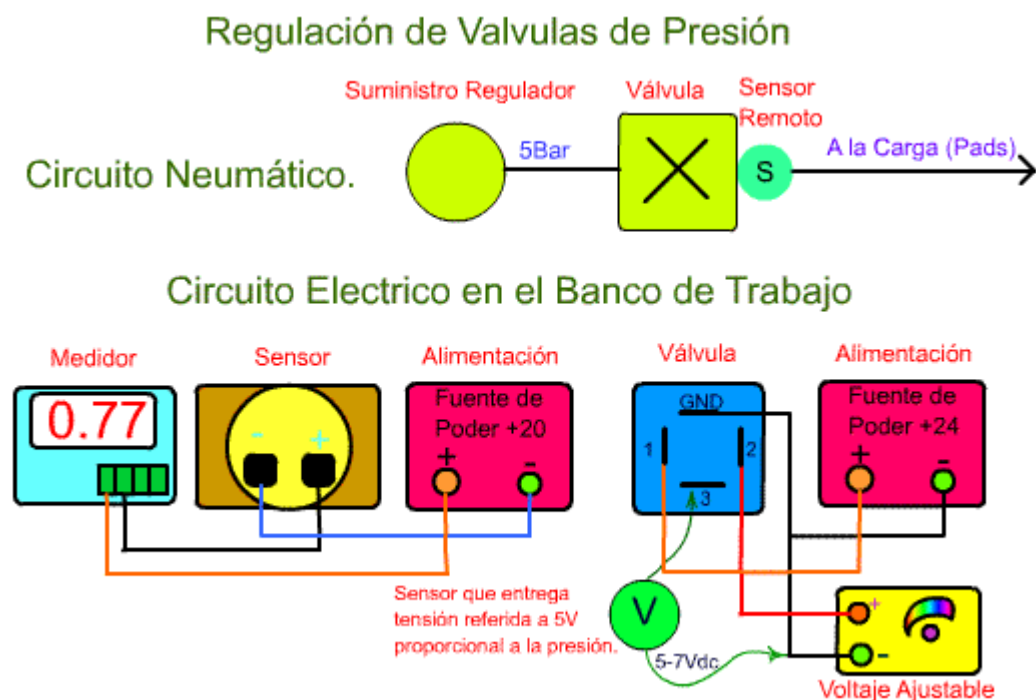 Regulación de Valvulas de Presión
Suministro Regulador
Válvula
Sensor
Remoto
5Bar
S
A la Carga (Pads)
Circuito Neumático.
Circuito Electrico en el Banco de Trabajo
Medidor
Sensor
Alimentación
Válvula
Alimentación
0.77
- +
Fuente de
Poder +20
+ -
GND
1
2
3
Fuente de
Poder +24
+ -
Sensor que entrega
tensión referida a 5V
proporcional a la presión.
V
5-7Vdc
+
-
Voltaje Ajustable